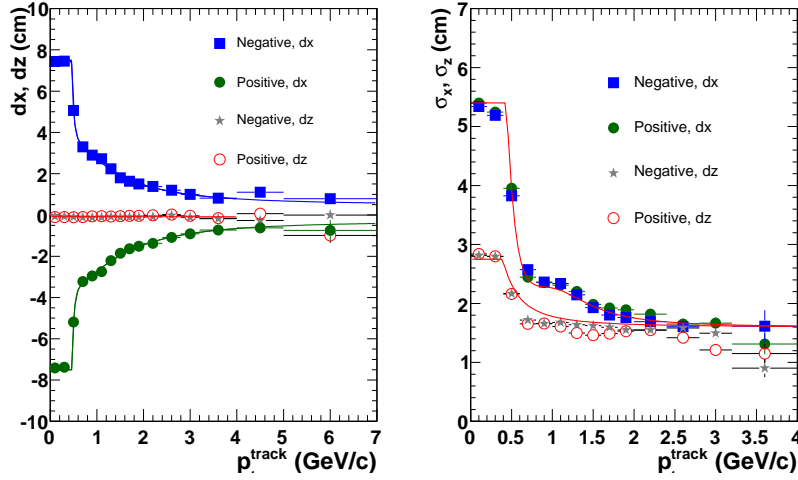 dx, dz (cm)
10
8
6
4
2
0
-2
-4
-6
-8
-10
Negative, dx
Positive, dx
Negative, dz
Positive, dz
0 1 2 3 4 5 6 7
p_t^track (GeV/c)
σx, σz (cm)
7
6
5
4
3
2
1
0
Negative, dx
Positive, dx
Negative, dz
Positive, dz
0 0.5 1 1.5 2 2.5 3 3.5 4
p_t^track (GeV/c)